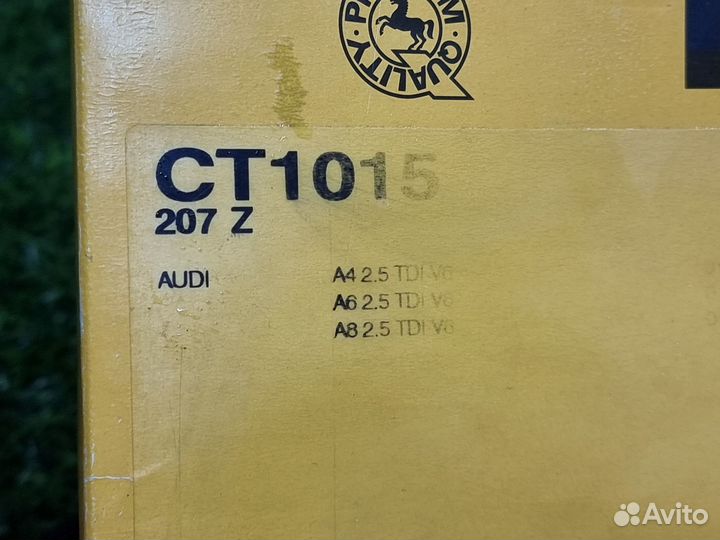 · QUALITY · P M
CT1015
207 Z
AUDI A4 2.5 TDI V6
A6 2.5 TDI V6
A8 2.5 TDI V6
Avito